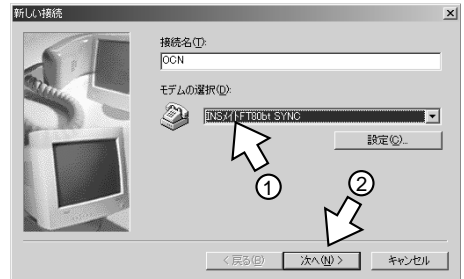 新しい接続
接続名(T):
OCN
モデムの選択(D):
INSﾒｲﾄFT80bt SYNC
設定(C)...
①
②
< 戻る(B)
次へ(N) >
キャンセル